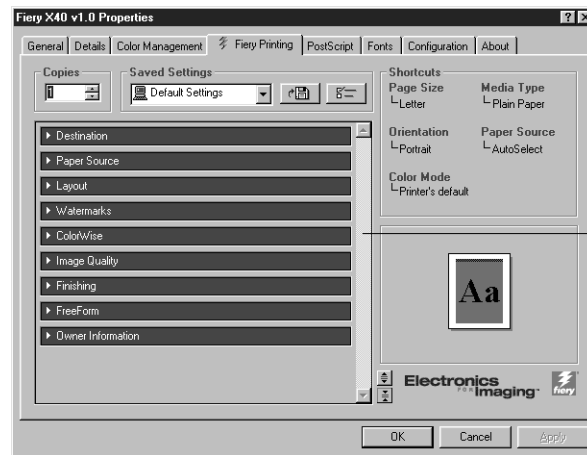 Fiery X40 v1.0 Properties
General Details Color Management Fiery Printing PostScript Fonts Configuration About
Copies
1
Saved Settings
Default Settings
Shortcuts
Page Size
Letter
Media Type
Plain Paper
Orientation
Portrait
Paper Source
AutoSelect
Color Mode
Printer's default
Destination
Paper Source
Layout
Watermarks
ColorWise
Image Quality
Finishing
FreeForm
Owner Information
Aa
Electronics
FOR Imaging
fiery
OK Cancel Apply